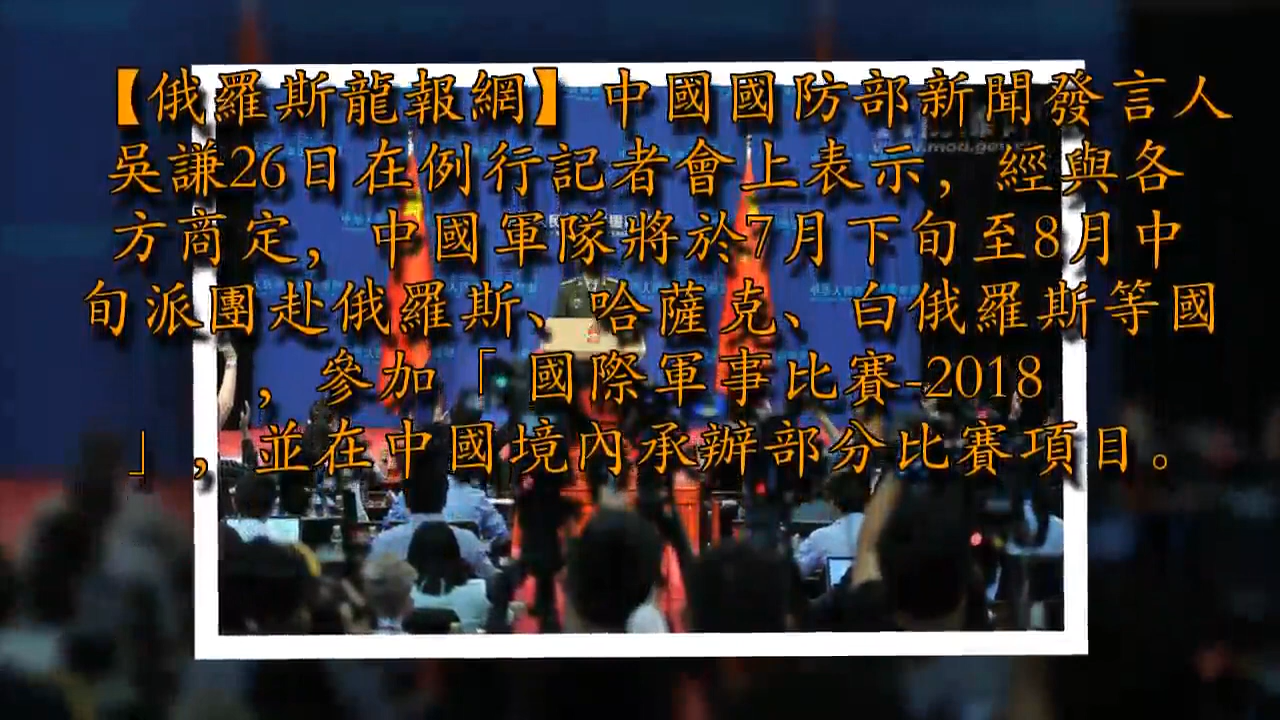 【俄羅斯龍報網】中國國防部新聞發言人
吳謙26日在例行記者會上表示，經與各
方商定，中國軍隊將於7月下旬至8月中
旬派團赴俄羅斯、哈薩克、白俄羅斯等國
，參加「國際軍事比賽-2018
」，並在中國境內承辦部分比賽項目。